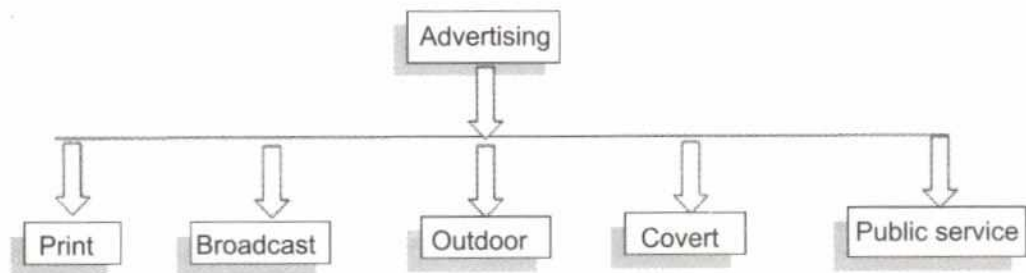 Advertising
Print
Broadcast
Outdoor
Covert
Public service